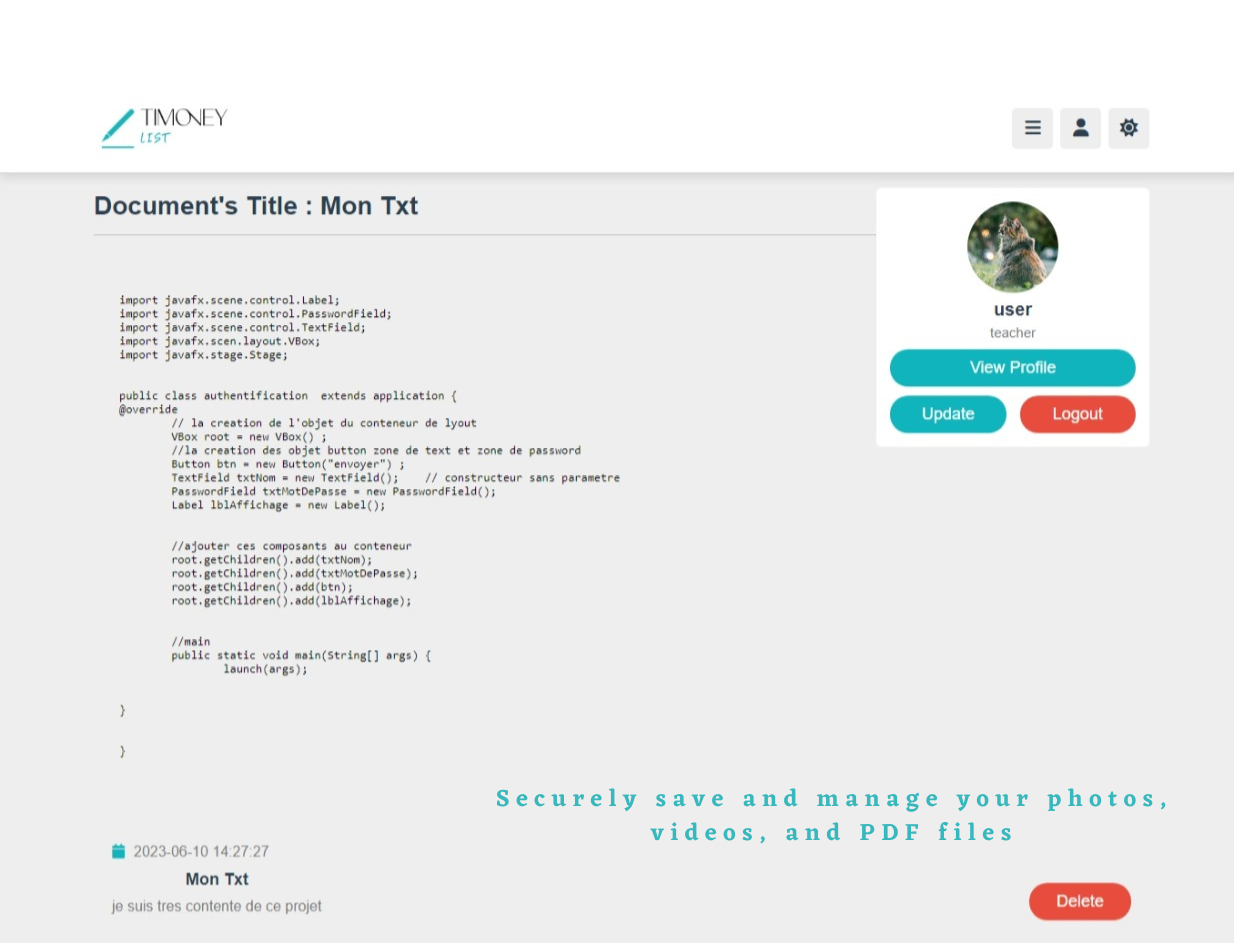 TIMONEY
LIST
Document's Title : Mon Txt
import javafx.scene.control.Label;
import javafx.scene.control.PasswordField;
import javafx.scene.control.TextField;
import javafx.scen.layout.VBox;
import javafx.stage.Stage;
public class authentification  extends application {
@override
// la creation de l'objet du conteneur de lyout
VBox root = new VBox() ;
//la creation des objet button zone de text et zone de password
Button btn = new Button("envoyer") ;
TextField txtNom = new TextField();    // constructeur sans parametre
PasswordField txtMotDePasse = new PasswordField();
Label lblAffichage = new Label();
//ajouter ces composants au conteneur
root.getChildren().add(txtNom);
root.getChildren().add(txtMotDePasse);
root.getChildren().add(btn);
root.getChildren().add(lblAffichage);
//main
public static void main(String[] args) {
launch(args);
}
}
user
teacher
View Profile
Update Logout
Securely save and manage your photos,
videos, and PDF files
2023-06-10 14:27:27
Mon Txt
je suis tres contente de ce projet
Delete